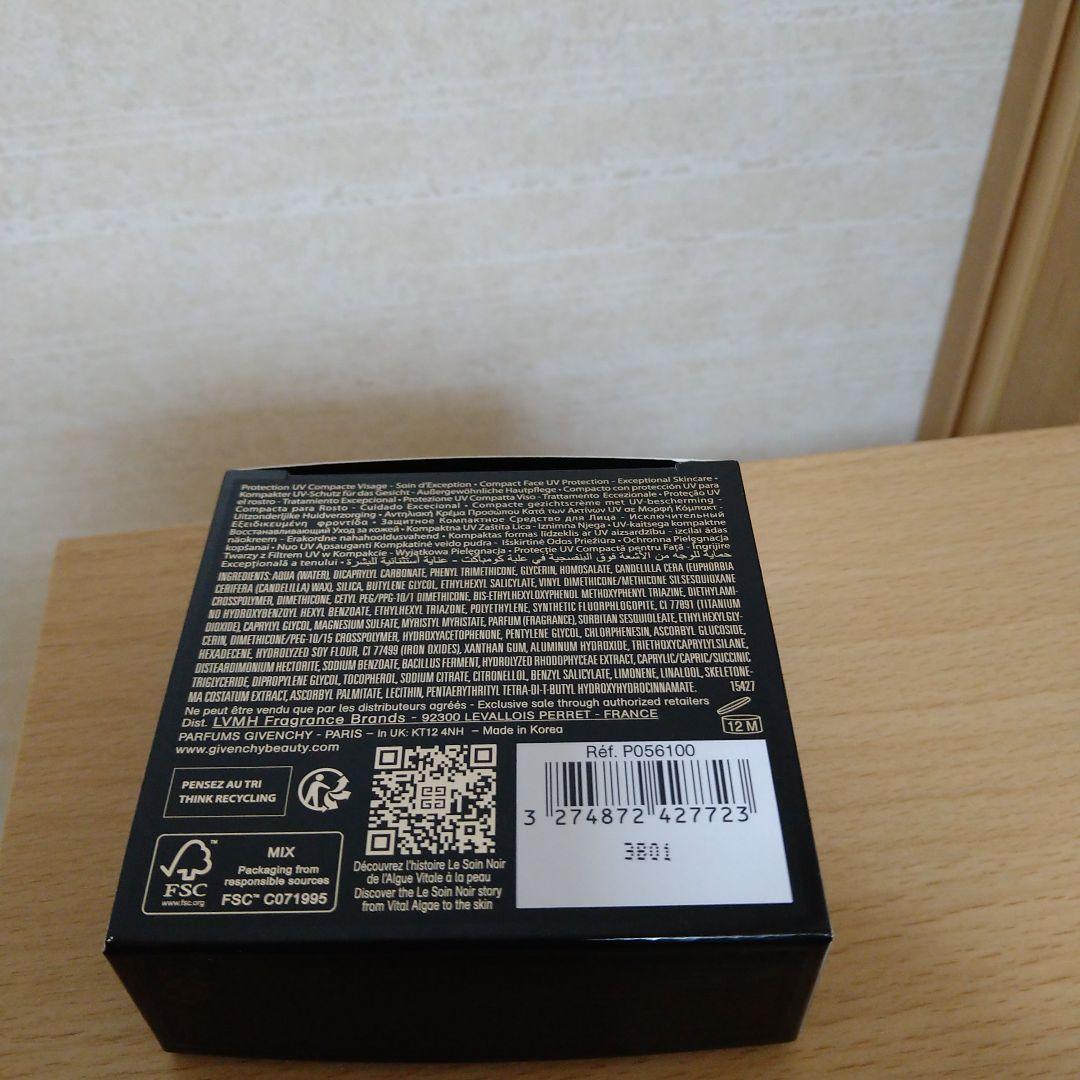 Protection UV Compacte Visage - Soin d'Exception - Compact Face UV Protection - Exceptional Skincare -
Kompakter UV-Schutz für das Gesicht - Außergewöhnliche Hautpflege - Compacto con protección UV para
el rostro - Tratamiento Excepcional - Protezione UV Compatta Viso - Trattamento Eccezionale - Proteção UV
Compacta para Rosto - Cuidado Excecional - Compacte gezichtscrème met UV-bescherming -
Uitzonderlijke Huidverzorging - Αντηλιακή Κρέμα Προσώπου Κατά των Ακτίνων UV σε Μορφή Κόμπακτ -
Εξειδικευμένη φροντίδα - Защитное Компактное Средство для Лица - Исключительный
Восстанавливающий Уход за кожей - Kompaktna UV Zaštita Lica - Iznimna Njega - UV-kaitsega kompaktne
näokreem - Erakordne nahahooldusvahend - Kompaktas formas līdzeklis ar UV aizsardzību - izcilai ādas
kopšanai - Nuo UV Apsauganti Kompaktinė veido pudra - Išskirtinė Odos Priežiūra - Ochronna Pielęgnacja
Twarzy z Filtrem UV w Kompakcie - Wyjątkowa Pielęgnacja - Protecție UV Compactă pentru Față - Îngrijire
Excepțională a tenului - حماية للوجه من الأشعة فوق البنفسجية في علبة كومباكت - عناية استثنائية للبشرة
INGREDIENTS: AQUA (WATER), DICAPRYLYL CARBONATE, PHENYL TRIMETHICONE, GLYCERIN, HOMOSALATE, CANDELILLA CERA (EUPHORBIA
CERIFERA (CANDELILLA) WAX), SILICA, BUTYLENE GLYCOL, ETHYLHEXYL SALICYLATE, VINYL DIMETHICONE/METHICONE SILSESQUIOXANE
CROSSPOLYMER, DIMETHICONE, CETYL PEG/PPG-10/1 DIMETHICONE, BIS-ETHYLHEXYLOXYPHENOL METHOXYPHENYL TRIAZINE, DIETHYLAMI-
NO HYDROXYBENZOYL HEXYL BENZOATE, ETHYLHEXYL TRIAZONE, POLYETHYLENE, SYNTHETIC FLUORPHLOGOPITE, CI 77891 (TITANIUM
DIOXIDE), CAPRYLYL GLYCOL, MAGNESIUM SULFATE, MYRISTYL MYRISTATE, PARFUM (FRAGRANCE), SORBITAN SESQUIOLEATE, ETHYLHEXYLGLY-
CERIN, DIMETHICONE/PEG-10/15 CROSSPOLYMER, HYDROXYACETOPHENONE, PENTYLENE GLYCOL, CHLORPHENESIN, ASCORBYL GLUCOSIDE,
HEXADECENE, HYDROLYZED SOY FLOUR, CI 77499 (IRON OXIDES), XANTHAN GUM, ALUMINUM HYDROXIDE, TRIETHOXYCAPRYLYLSILANE,
DISTEARDIMONIUM HECTORITE, SODIUM BENZOATE, BACILLUS FERMENT, HYDROLYZED RHODOPHYCEAE EXTRACT, CAPRYLIC/CAPRIC/SUCCINIC
TRIGLYCERIDE, DIPROPYLENE GLYCOL, TOCOPHEROL, SODIUM CITRATE, CITRONELLOL, BENZYL SALICYLATE, LIMONENE, LINALOOL, SKELETONE-
MA COSTATUM EXTRACT, ASCORBYL PALMITATE, LECITHIN, PENTAERYTHRITYL TETRA-DI-T-BUTYL HYDROXYHYDROCINNAMATE. 15427
Ne peut être vendu que par les distributeurs agréés - Exclusive sale through authorized retailers
Dist. LVMH Fragrance Brands - 92300 LEVALLOIS PERRET - FRANCE
PARFUMS GIVENCHY - PARIS - In UK: KT12 4NH - Made in Korea
www.givenchybeauty.com
12 M
PENSEZ AU TRI
THINK RECYCLING
FSC™
www.fsc.org
MIX
Packaging from
responsible sources
FSC™ C071995
Découvrez l'histoire Le Soin Noir
de l'Algue Vitale à la peau
Discover the Le Soin Noir story
from Vital Algae to the skin
Réf. P056100
3 274872 427723
3B01